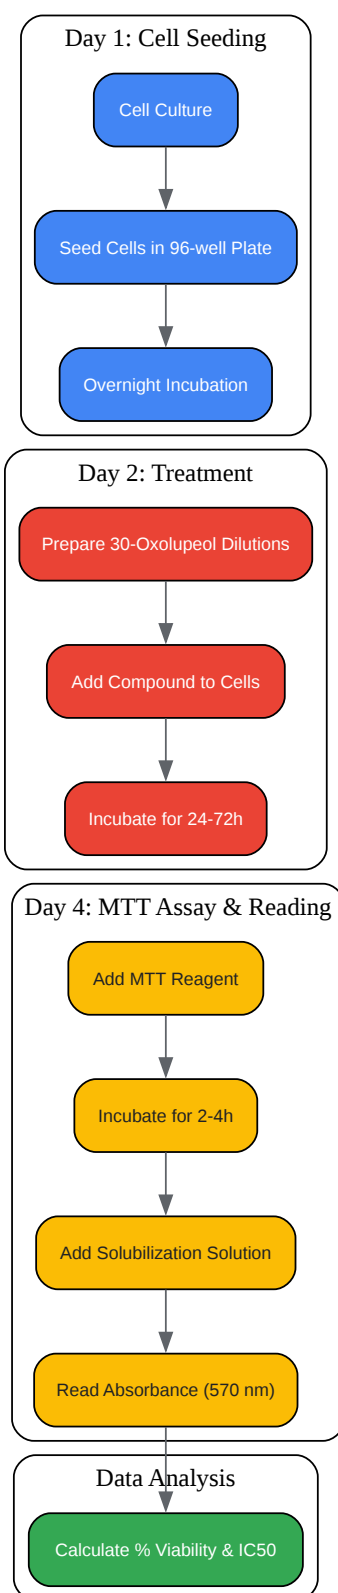 Day 1: Cell Seeding
Cell Culture
Seed Cells in 96-well Plate
Overnight Incubation
Day 2: Treatment
Prepare 30-Oxolupeol Dilutions
Add Compound to Cells
Incubate for 24-72h
Day 4: MTT Assay & Reading
Add MTT Reagent
Incubate for 2-4h
Add Solubilization Solution
Read Absorbance (570 nm)
Data Analysis
Calculate % Viability & IC50